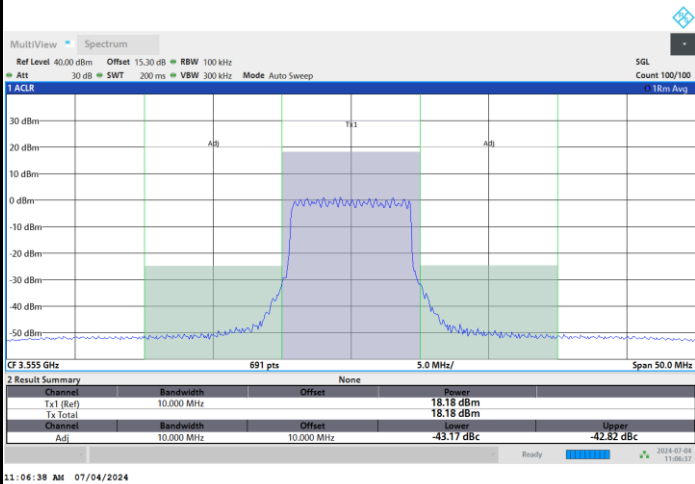 MultiView Spectrum
Ref Level 40.00 dBm Offset 15.30 dB RBW 100 kHz SGL
Att 30 dB SWT 200 ms VBW 300 kHz Mode Auto Sweep Count 100/100
1 ACLR 1Rm Avg
30 dBm
Tx1
20 dBm Adj Adj
10 dBm
0 dBm
-10 dBm
-20 dBm
-30 dBm
-40 dBm
-50 dBm
CF 3.555 GHz 691 pts 5.0 MHz/ Span 50.0 MHz
2 Result Summary None
Channel Bandwidth Offset Power
Tx1 (Ref) 10.000 MHz 18.18 dBm
Tx Total 18.18 dBm
Channel Bandwidth Offset Lower Upper
Adj 10.000 MHz 10.000 MHz -43.17 dBc -42.82 dBc
Ready 2024-07-04
11:06:37
11:06:38 AM 07/04/2024